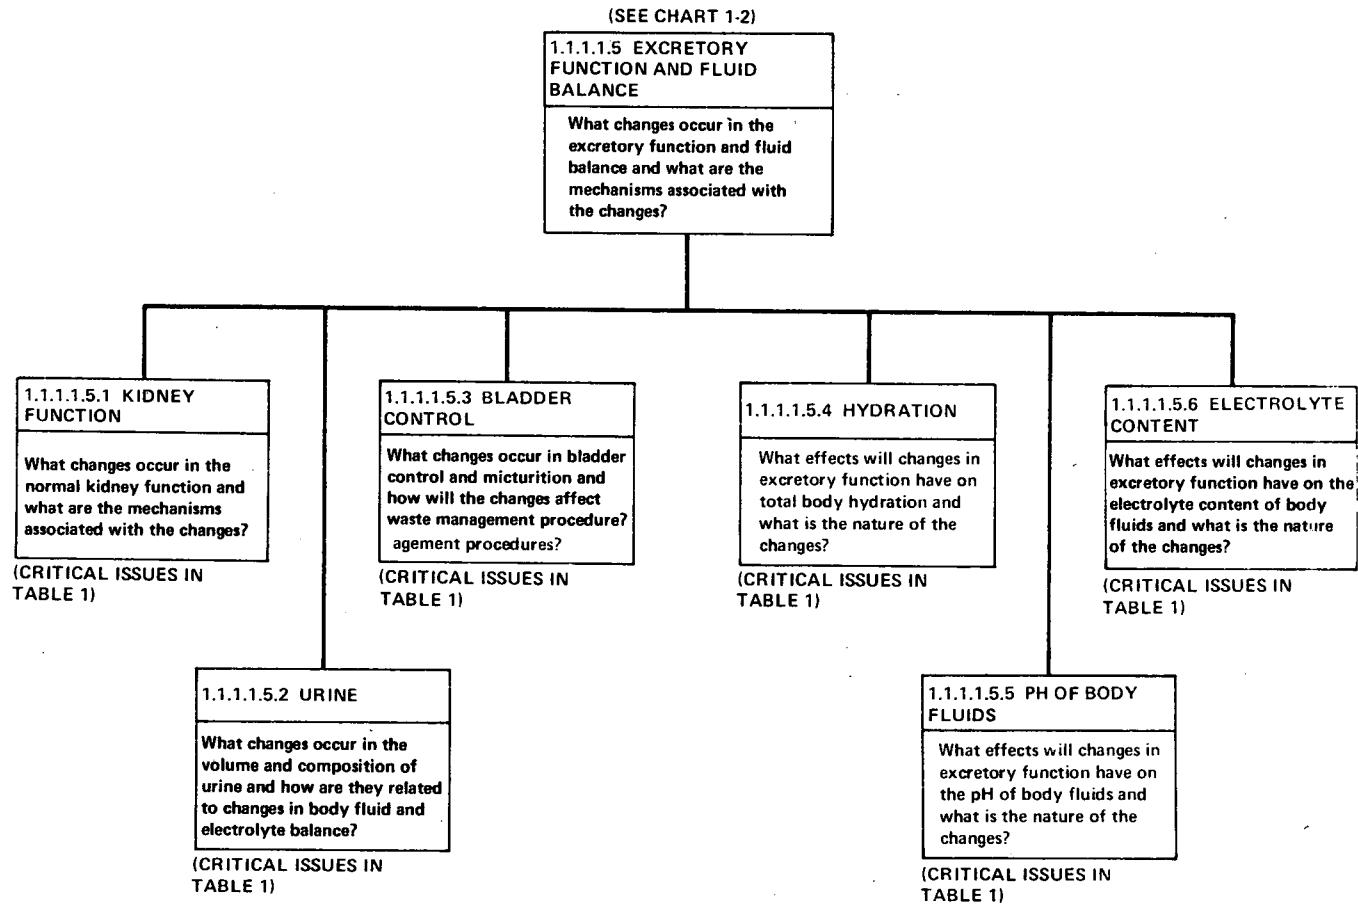 (SEE CHART 1-2)
1.1.1.1.5 EXCRETORY
FUNCTION AND FLUID
BALANCE
What changes occur in the
excretory function and fluid
balance and what are the
mechanisms associated with
the changes?
1.1.1.1.5.1 KIDNEY
FUNCTION
What changes occur in the
normal kidney function and
what are the mechanisms
associated with the changes?
(CRITICAL ISSUES IN
TABLE 1)
1.1.1.1.5.2 URINE
What changes occur in the
volume and composition of
urine and how are they related
to changes in body fluid and
electrolyte balance?
(CRITICAL ISSUES IN
TABLE 1)
1.1.1.1.5.3 BLADDER
CONTROL
What changes occur in bladder
control and micturition and
how will the changes affect
waste management procedure?
agement procedures?
(CRITICAL ISSUES IN
TABLE 1)
1.1.1.1.5.4 HYDRATION
What effects will changes in
excretory function have on
total body hydration and
what is the nature of the
changes?
(CRITICAL ISSUES IN
TABLE 1)
1.1.1.1.5.5 PH OF BODY
FLUIDS
What effects will changes in
excretory function have on
the pH of body fluids and
what is the nature of the
changes?
(CRITICAL ISSUES IN
TABLE 1)
1.1.1.1.5.6 ELECTROLYTE
CONTENT
What effects will changes in
excretory function have on the
electrolyte content of body
fluids and what is the nature
of the changes?
(CRITICAL ISSUES IN
TABLE 1)